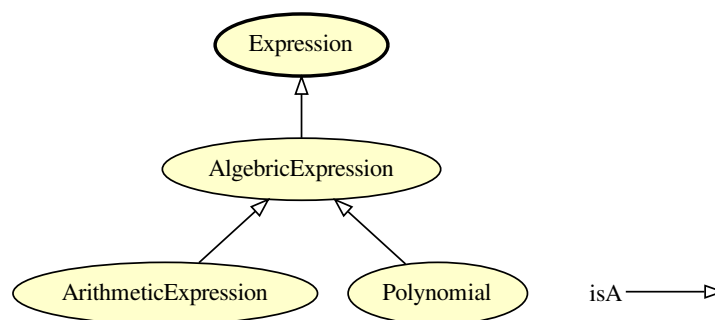 Expression
AlgebricExpression
ArithmeticExpression
Polynomial
isA